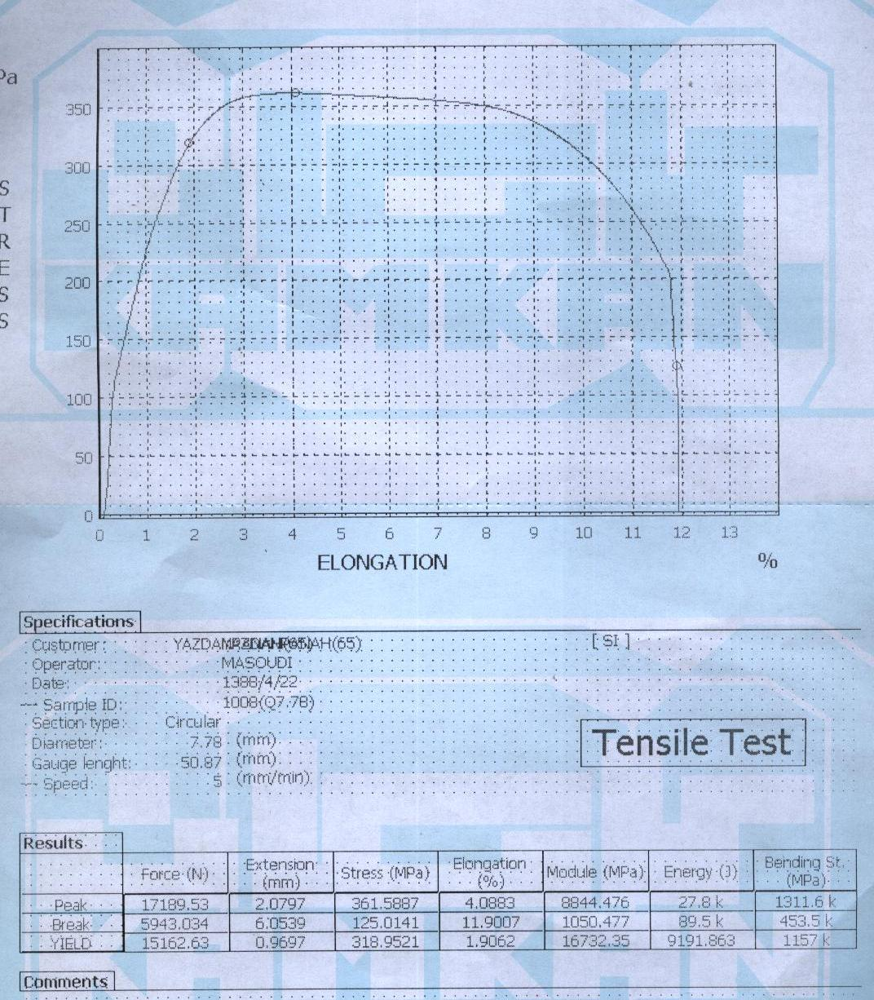 Pa
350
300
S
T
250
R
E
200
S
S
150
100
50
0
0 1 2 3 4 5 6 7 8 9 10 11 12 13
ELONGATION %
KAMKAN
Specifications
Customer: [ SI ]
Operator: MASOUDI
Date: 1388/4/22
Sample ID: 1008(Q7.78)
Section type: Circular
Diameter: 7.78 (mm)
Tensile Test
Gauge lenght: 50.87 (mm)
Speed: 5 (mm/min)
Results
Force (N) Extension (mm) Stress (MPa) Elongation (%) Module (MPa) Energy (J) Bending St. (MPa)
Peak 17189.53 2.0797 361.5887 4.0883 8844.476 27.8 k 1311.6 k
Break 5943.034 6.0539 125.0141 11.9007 1050.477 89.5 k 453.5 k
YIELD 15162.63 0.9697 318.9521 1.9062 16732.35 9191.863 1157 k
Comments